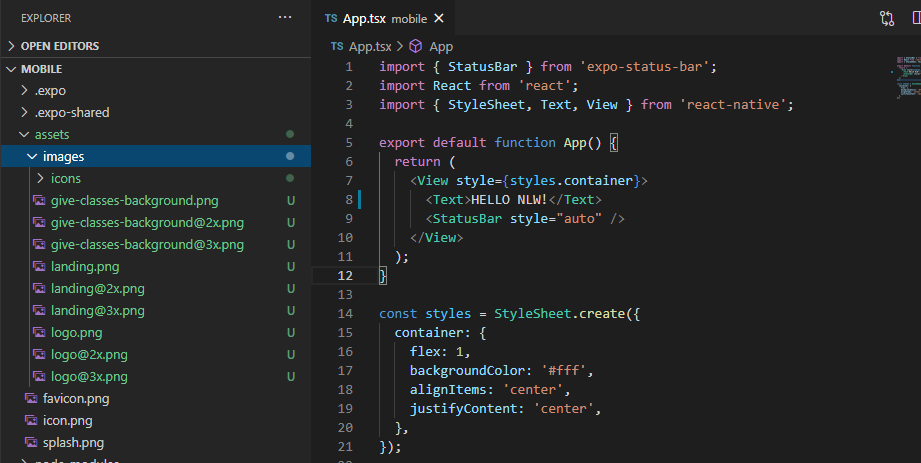 EXPLORER
OPEN EDITORS
MOBILE
.expo
.expo-shared
assets
images
icons
give-classes-background.png U
give-classes-background@2x.png U
give-classes-background@3x.png U
landing.png U
landing@2x.png U
landing@3x.png U
logo.png U
logo@2x.png U
logo@3x.png U
favicon.png
icon.png
splash.png
TS App.tsx mobile
TS App.tsx > App
1 import { StatusBar } from 'expo-status-bar';
2 import React from 'react';
3 import { StyleSheet, Text, View } from 'react-native';
4
5 export default function App() {
6 return (
7 <View style={styles.container}>
8 <Text>HELLO NLW!</Text>
9 <StatusBar style="auto" />
10 </View>
11 );
12 }
13
14 const styles = StyleSheet.create({
15 container: {
16 flex: 1,
17 backgroundColor: '#fff',
18 alignItems: 'center',
19 justifyContent: 'center',
20 },
21 });